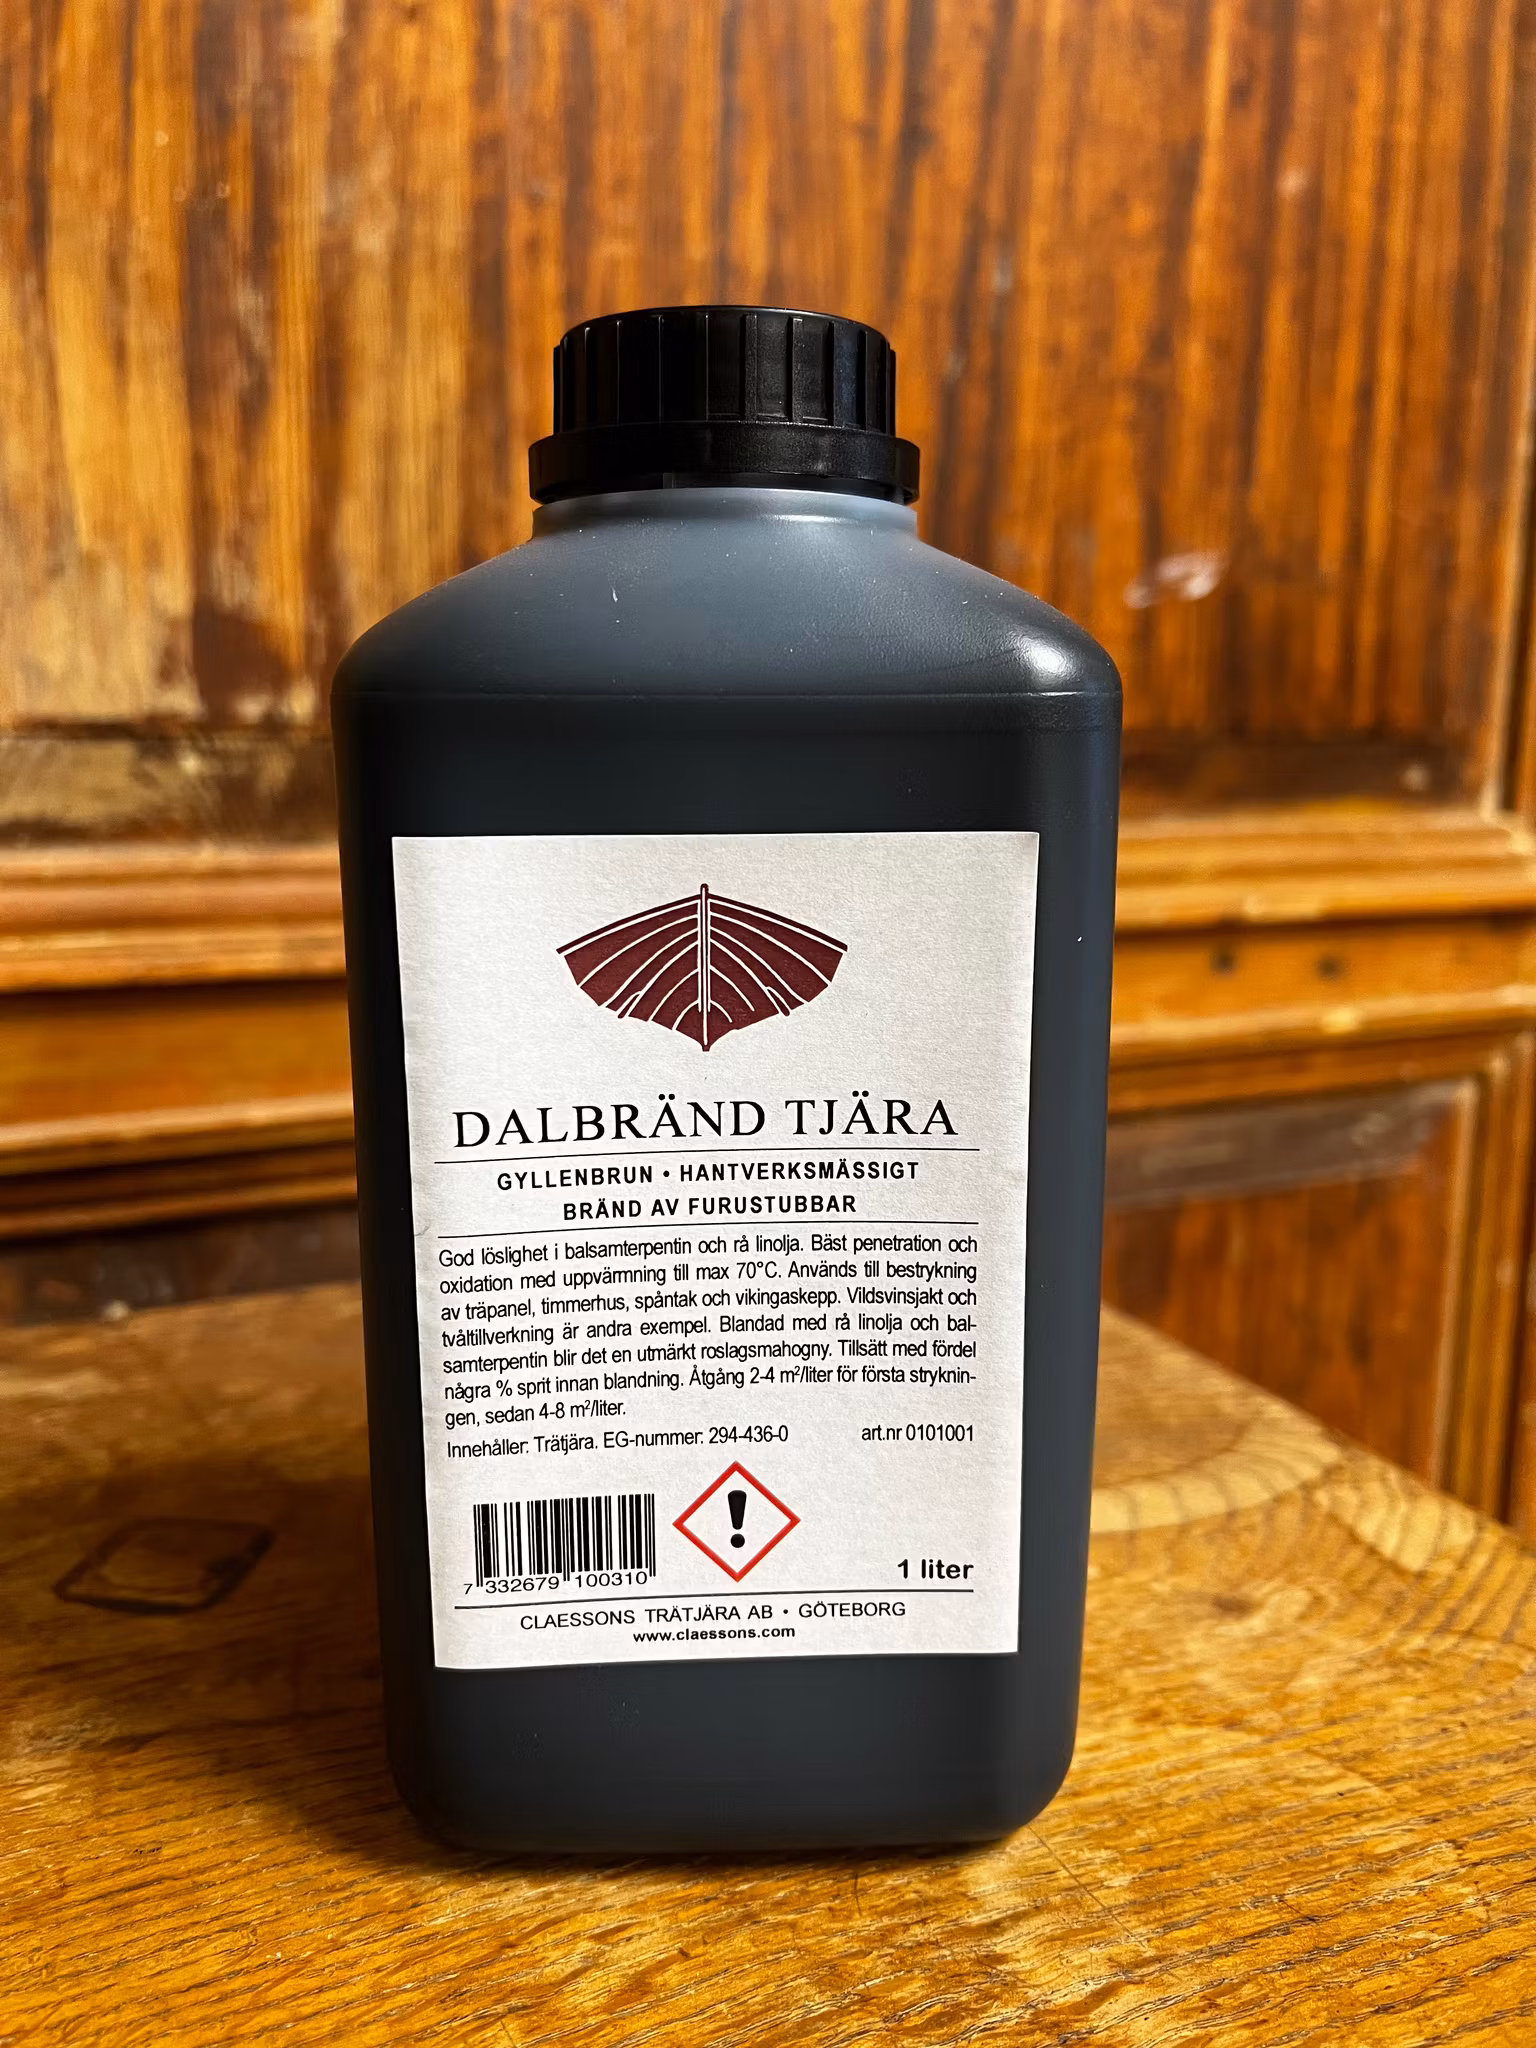 DALBRÄND TJÄRA
GYLLENBRUN • HANTVERKSMÄSSIGT
BRÄND AV FURUSTUBBAR
God löslighet i balsamterpentin och rå linolja. Bäst penetration och
oxidation med uppvärmning till max 70°C. Används till bestrykning
av träpanel, timmerhus, spåntak och vikingaskepp. Vildsvinsjakt och
tvåltillverkning är andra exempel. Blandad med rå linolja och bal-
samterpentin blir det en utmärkt roslagsmahogny. Tillsätt med fördel
några % sprit innan blandning. Åtgång 2-4 m²/liter för första stryknin-
gen, sedan 4-8 m²/liter.
Innehåller: Trätjära. EG-nummer: 294-436-0 art.nr 0101001
7 332679 100310
1 liter
CLAESSONS TRÄTJÄRA AB • GÖTEBORG
www.claessons.com